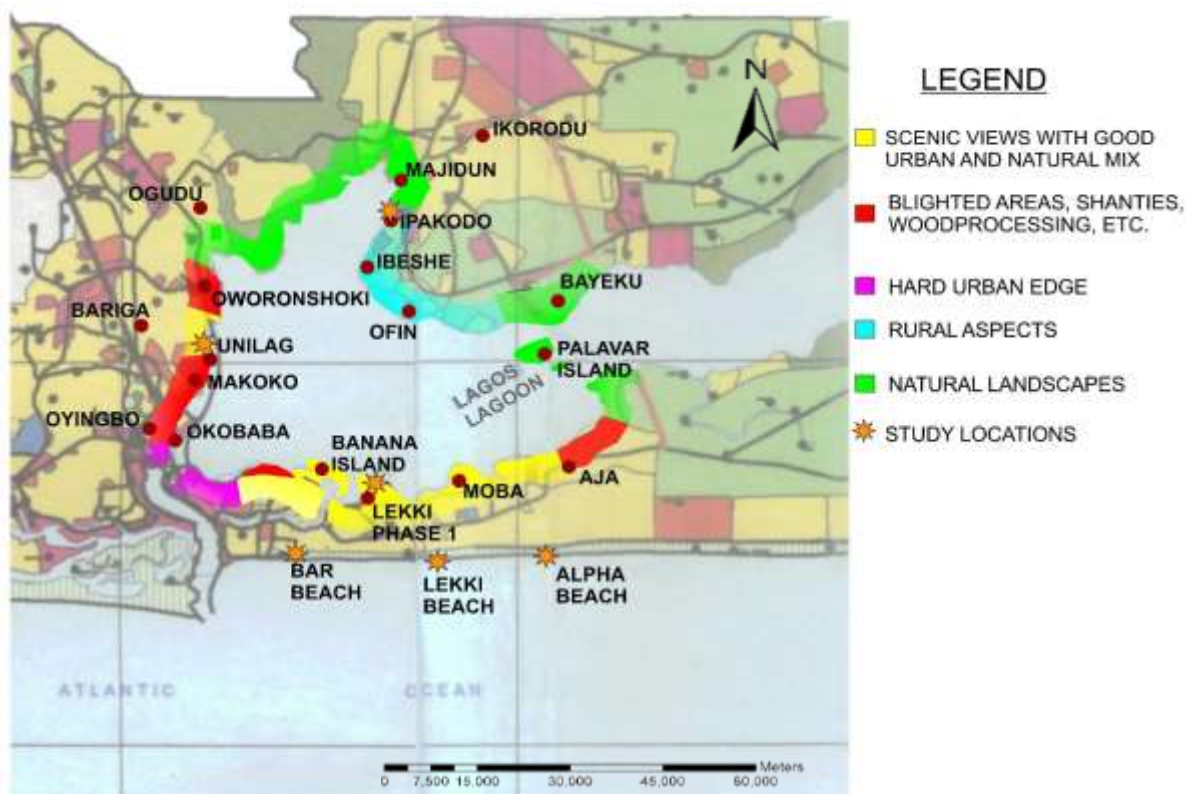 N
LEGEND
SCENIC VIEWS WITH GOOD
URBAN AND NATURAL MIX
BLIGHTED AREAS, SHANTIES,
WOODPROCESSING, ETC.
HARD URBAN EDGE
RURAL ASPECTS
NATURAL LANDSCAPES
STUDY LOCATIONS
IKORODU
MAJIDUN
OGUDU
IPAKODO
IBESHE
BAYEKU
OWORONSHOKI
BARIGA
OFIN
UNILAG
PALAVAR
ISLAND
MAKOKO
LAGOS
LAGOON
OYINGBO
OKOBABA
BANANA
ISLAND
MOBA
AJA
LEKKI
PHASE 1
BAR
BEACH
LEKKI
BEACH
ALPHA
BEACH
ATLANTIC OCEAN
Meters
0 7,500 15,000 30,000 45,000 60,000